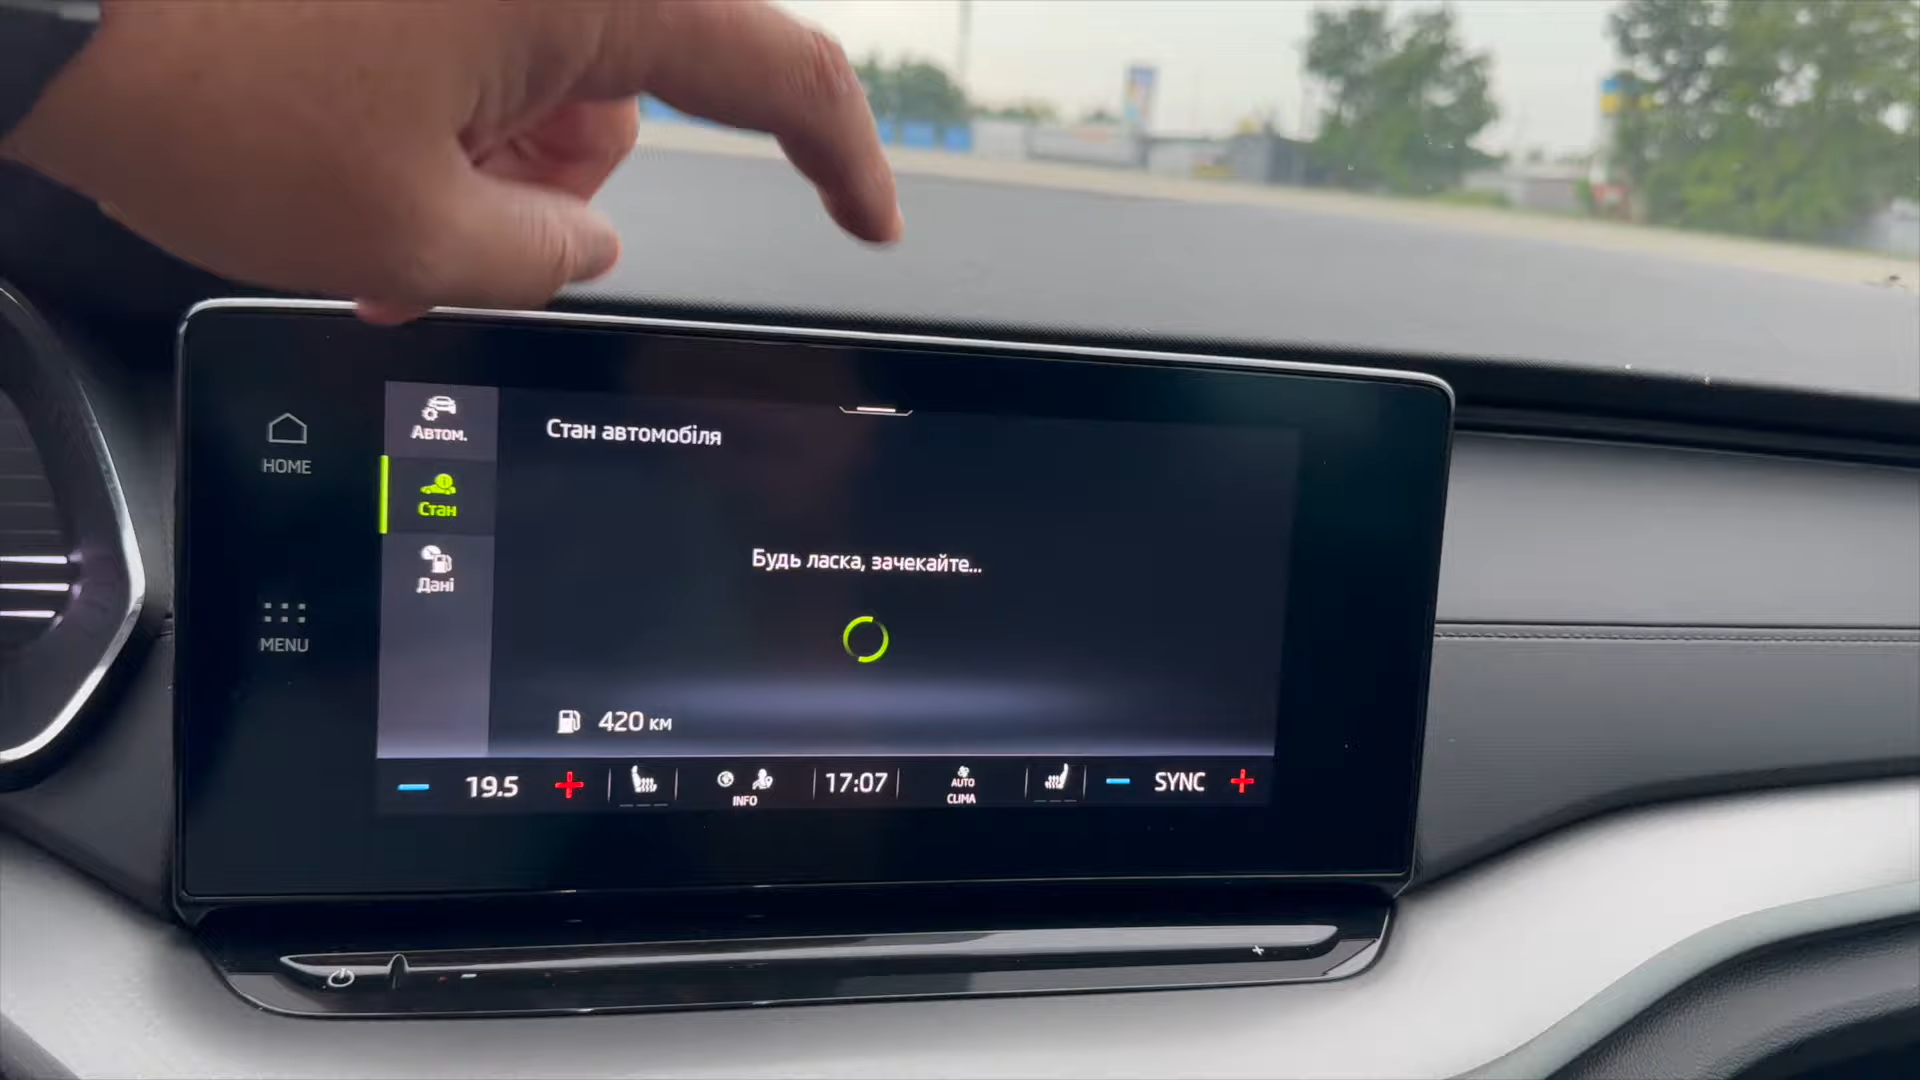 HOME
MENU
Автом.
Стан
Дані
Стан автомобіля
Будь ласка, зачекайте...
420 км
19.5
INFO
17:07
AUTO
CLIMA
SYNC